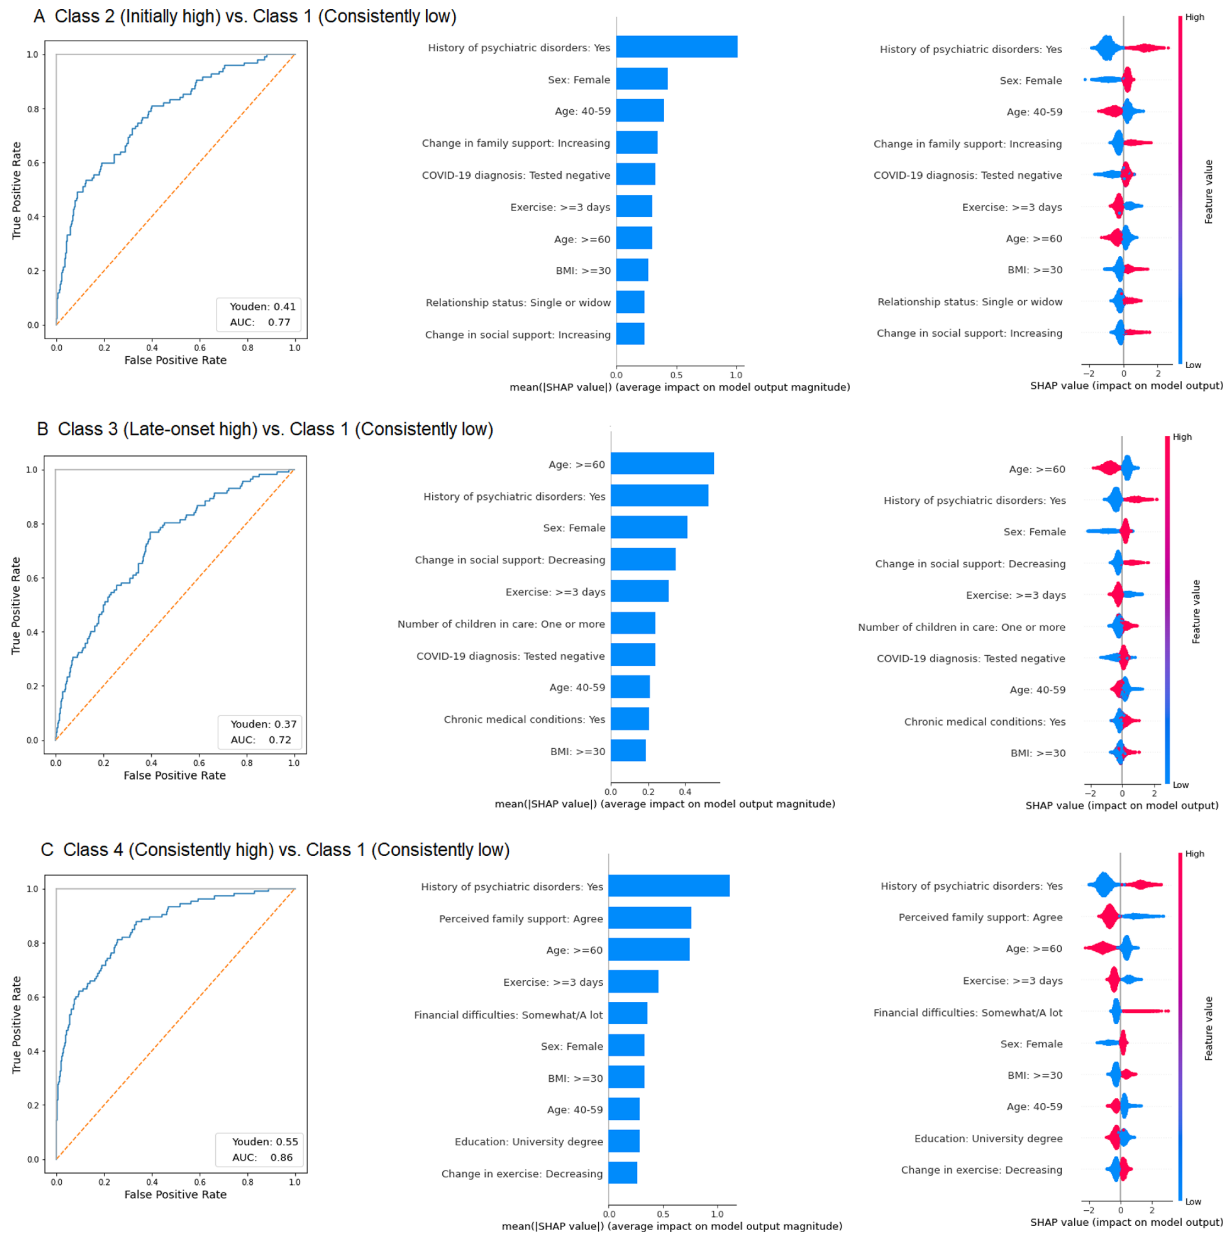 A  Class 2 (Initially high) vs. Class 1 (Consistently low)
1.0
0.8
0.6
0.4
0.2
0.0
True Positive Rate
Youden: 0.41
AUC: 0.77
0.0 0.2 0.4 0.6 0.8 1.0
False Positive Rate
History of psychiatric disorders: Yes
Sex: Female
Age: 40-59
Change in family support: Increasing
COVID-19 diagnosis: Tested negative
Exercise: >=3 days
Age: >=60
BMI: >=30
Relationship status: Single or widow
Change in social support: Increasing
0.0 0.2 0.4 0.6 0.8 1.0
mean(|SHAP value|) (average impact on model output magnitude)
History of psychiatric disorders: Yes
Sex: Female
Age: 40-59
Change in family support: Increasing
COVID-19 diagnosis: Tested negative
Exercise: >=3 days
Age: >=60
BMI: >=30
Relationship status: Single or widow
Change in social support: Increasing
−2 0 2
SHAP value (impact on model output)
High
Feature value
Low
B  Class 3 (Late-onset high) vs. Class 1 (Consistently low)
1.0
0.8
0.6
0.4
0.2
0.0
True Positive Rate
Youden: 0.37
AUC: 0.72
0.0 0.2 0.4 0.6 0.8 1.0
False Positive Rate
Age: >=60
History of psychiatric disorders: Yes
Sex: Female
Change in social support: Decreasing
Exercise: >=3 days
Number of children in care: One or more
COVID-19 diagnosis: Tested negative
Age: 40-59
Chronic medical conditions: Yes
BMI: >=30
0.0 0.2 0.4
mean(|SHAP value|) (average impact on model output magnitude)
Age: >=60
History of psychiatric disorders: Yes
Sex: Female
Change in social support: Decreasing
Exercise: >=3 days
Number of children in care: One or more
COVID-19 diagnosis: Tested negative
Age: 40-59
Chronic medical conditions: Yes
BMI: >=30
−2 0 2
SHAP value (impact on model output)
High
Feature value
Low
C  Class 4 (Consistently high) vs. Class 1 (Consistently low)
1.0
0.8
0.6
0.4
0.2
0.0
True Positive Rate
Youden: 0.55
AUC: 0.86
0.0 0.2 0.4 0.6 0.8 1.0
False Positive Rate
History of psychiatric disorders: Yes
Perceived family support: Agree
Age: >=60
Exercise: >=3 days
Financial difficulties: Somewhat/A lot
Sex: Female
BMI: >=30
Age: 40-59
Education: University degree
Change in exercise: Decreasing
0.0 0.5 1.0
mean(|SHAP value|) (average impact on model output magnitude)
History of psychiatric disorders: Yes
Perceived family support: Agree
Age: >=60
Exercise: >=3 days
Financial difficulties: Somewhat/A lot
Sex: Female
BMI: >=30
Age: 40-59
Education: University degree
Change in exercise: Decreasing
−2 0 2
SHAP value (impact on model output)
High
Feature value
Low